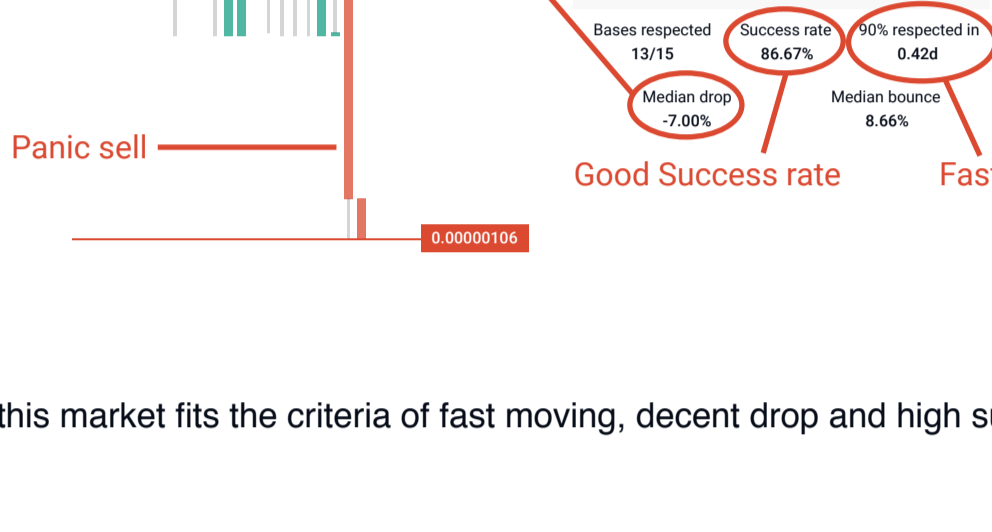 Bases respected
13/15
Success rate
86.67%
90% respected in
0.42d
Median drop
-7.00%
Median bounce
8.66%
Panic sell
Good Success rate
0.00000106
this market fits the criteria of fast moving, decent drop and high